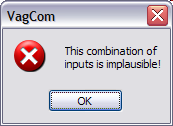 VagCom
This combination of
inputs is implausible!
OK